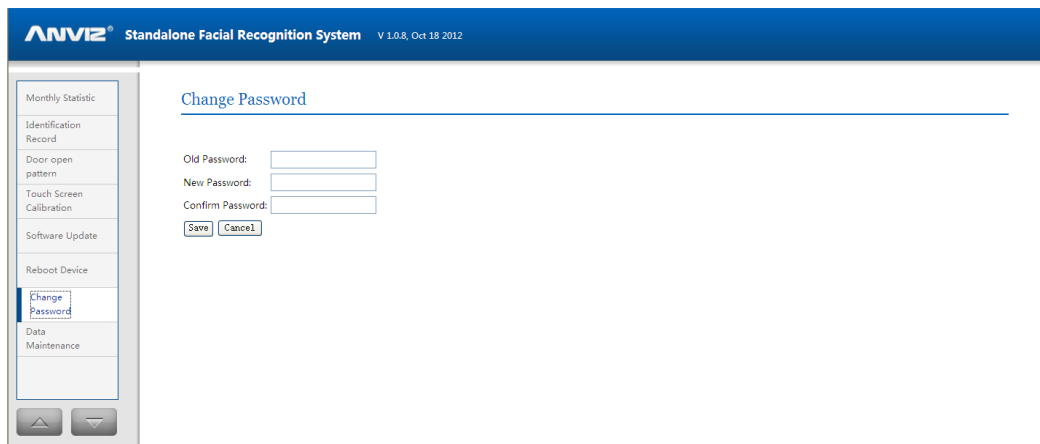 ANVIZ® Standalone Facial Recognition System V 1.0.8, Oct 18 2012
Monthly Statistic
Identification
Record
Door open
pattern
Touch Screen
Calibration
Software Update
Reboot Device
Change
Password
Data
Maintenance
Change Password
Old Password:
New Password:
Confirm Password:
Save Cancel